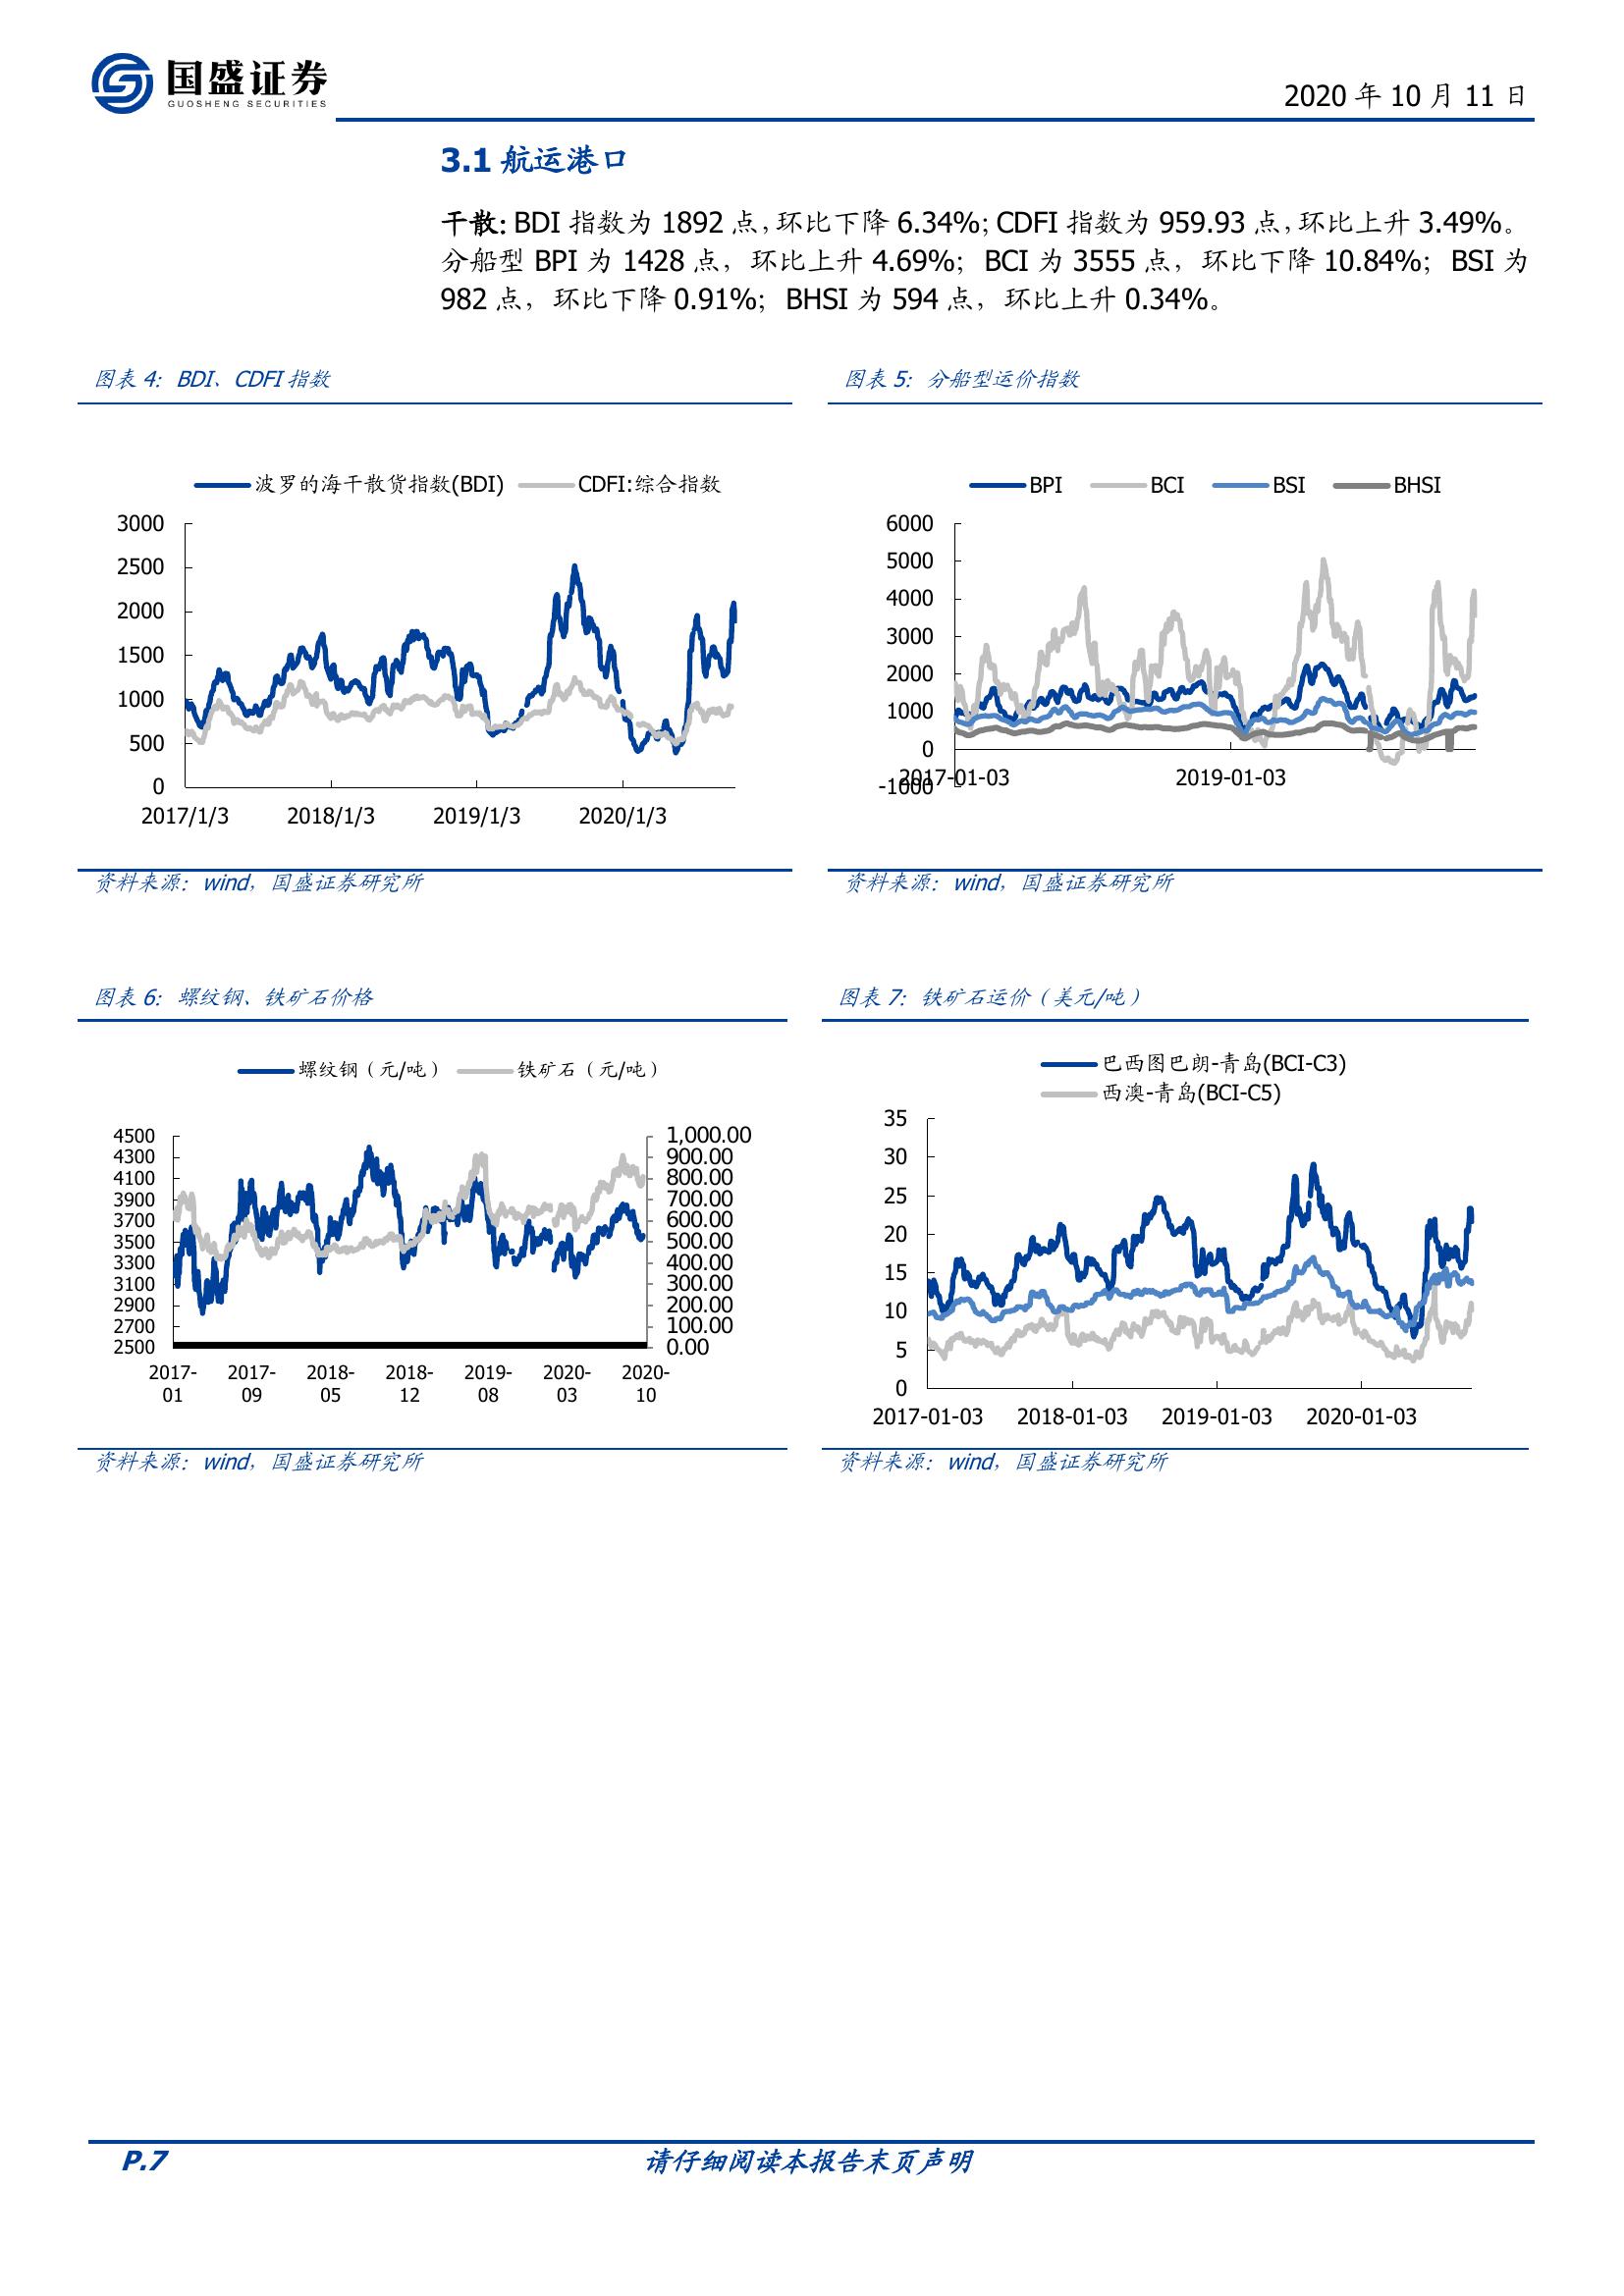 国盛证券
GUOSHENG SECURITIES
2020 年 10 月 11 日
3.1 航运港口
干散：BDI 指数为 1892 点，环比下降 6.34%；CDFI 指数为 959.93 点，环比上升 3.49%。
分船型 BPI 为 1428 点，环比上升 4.69%；BCI 为 3555 点，环比下降 10.84%；BSI 为
982 点，环比下降 0.91%；BHSI 为 594 点，环比上升 0.34%。
图表 4：BDI、CDFI 指数
波罗的海干散货指数(BDI) CDFI:综合指数
3000
2500
2000
1500
1000
500
0
2017/1/3 2018/1/3 2019/1/3 2020/1/3
资料来源：wind，国盛证券研究所
图表 5：分船型运价指数
BPI BCI BSI BHSI
6000
5000
4000
3000
2000
1000
0
-1000
2017-01-03 2019-01-03
资料来源：wind，国盛证券研究所
图表 6：螺纹钢、铁矿石价格
螺纹钢（元/吨） 铁矿石（元/吨）
4500 1,000.00
4300 900.00
4100 800.00
3900 700.00
3700 600.00
3500 500.00
3300 400.00
3100 300.00
2900 200.00
2700 100.00
2500 0.00
2017- 2017- 2018- 2018- 2019- 2020- 2020-
01 09 05 12 08 03 10
资料来源：wind，国盛证券研究所
图表 7：铁矿石运价（美元/吨）
巴西图巴朗-青岛(BCI-C3)
西澳-青岛(BCI-C5)
35
30
25
20
15
10
5
0
2017-01-03 2018-01-03 2019-01-03 2020-01-03
资料来源：wind，国盛证券研究所
P.7 请仔细阅读本报告末页声明